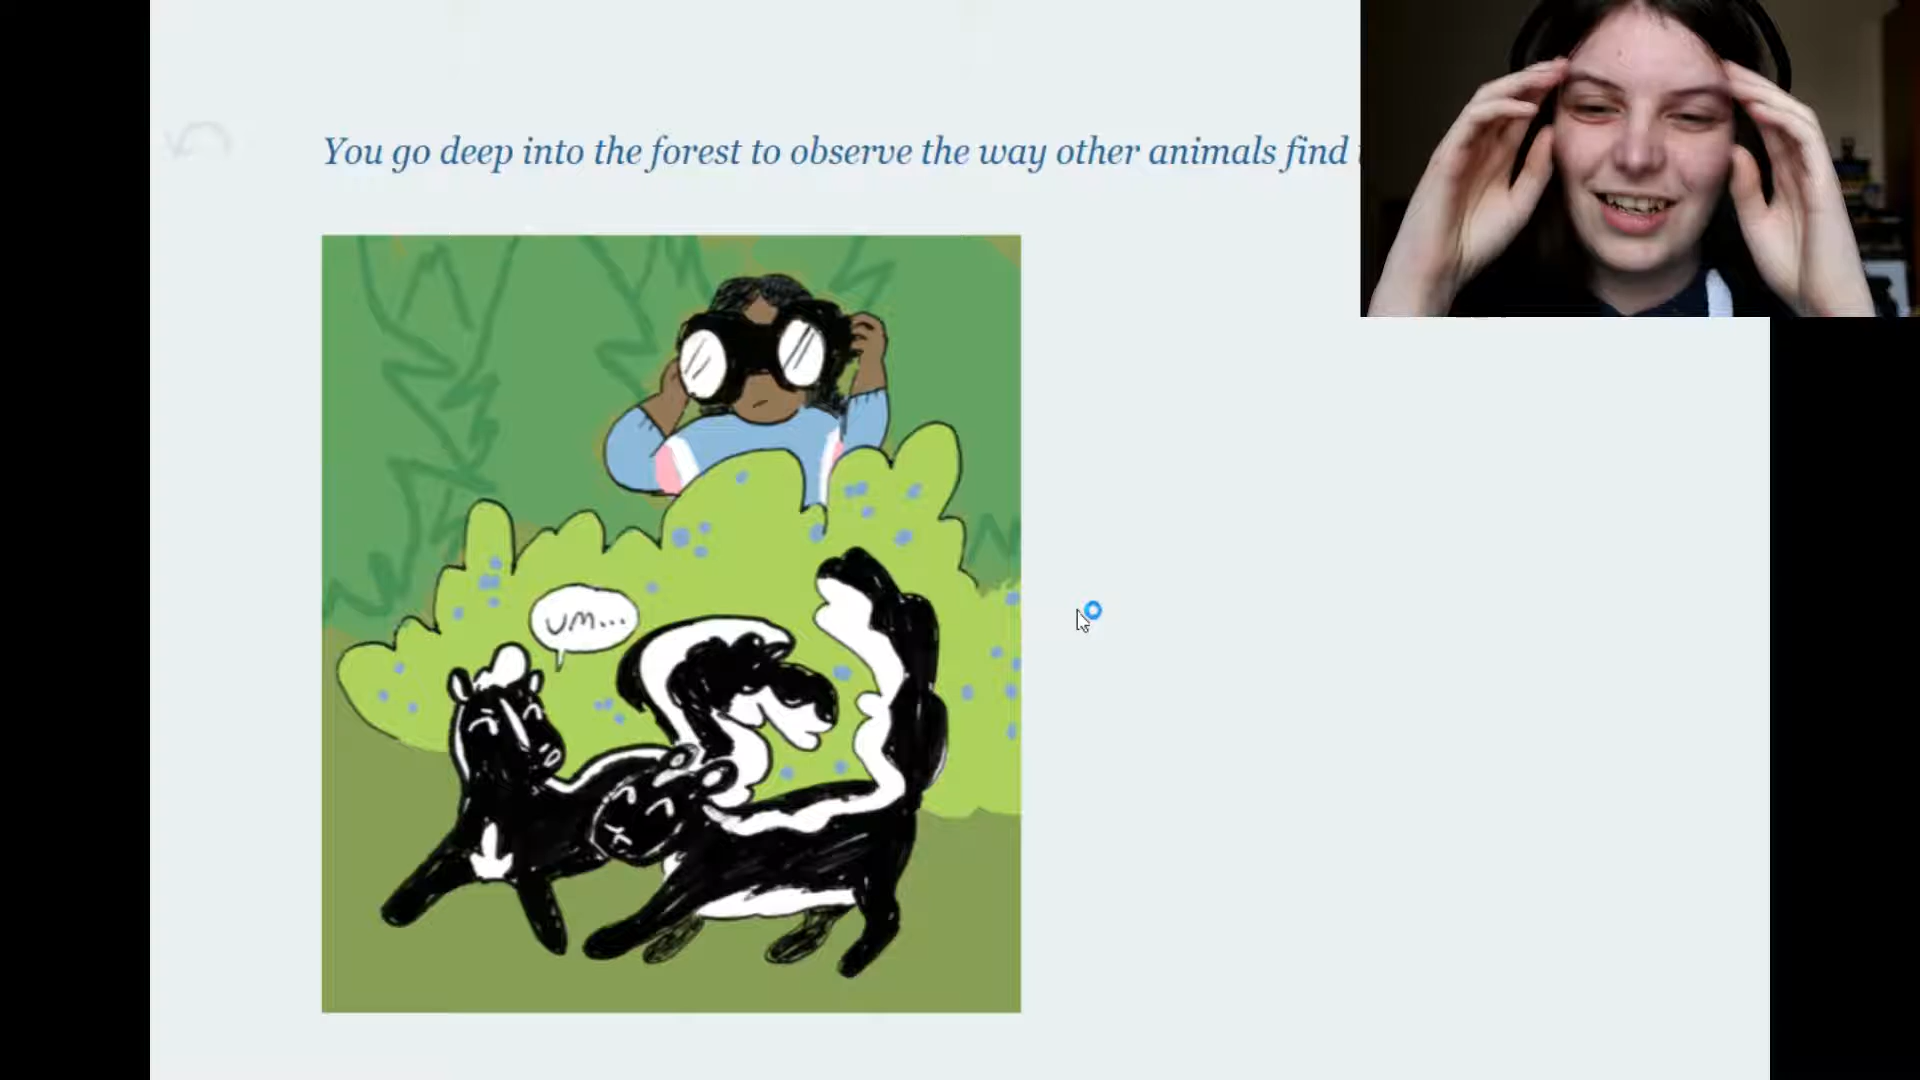 You go deep into the forest to observe the way other animals find
UM...